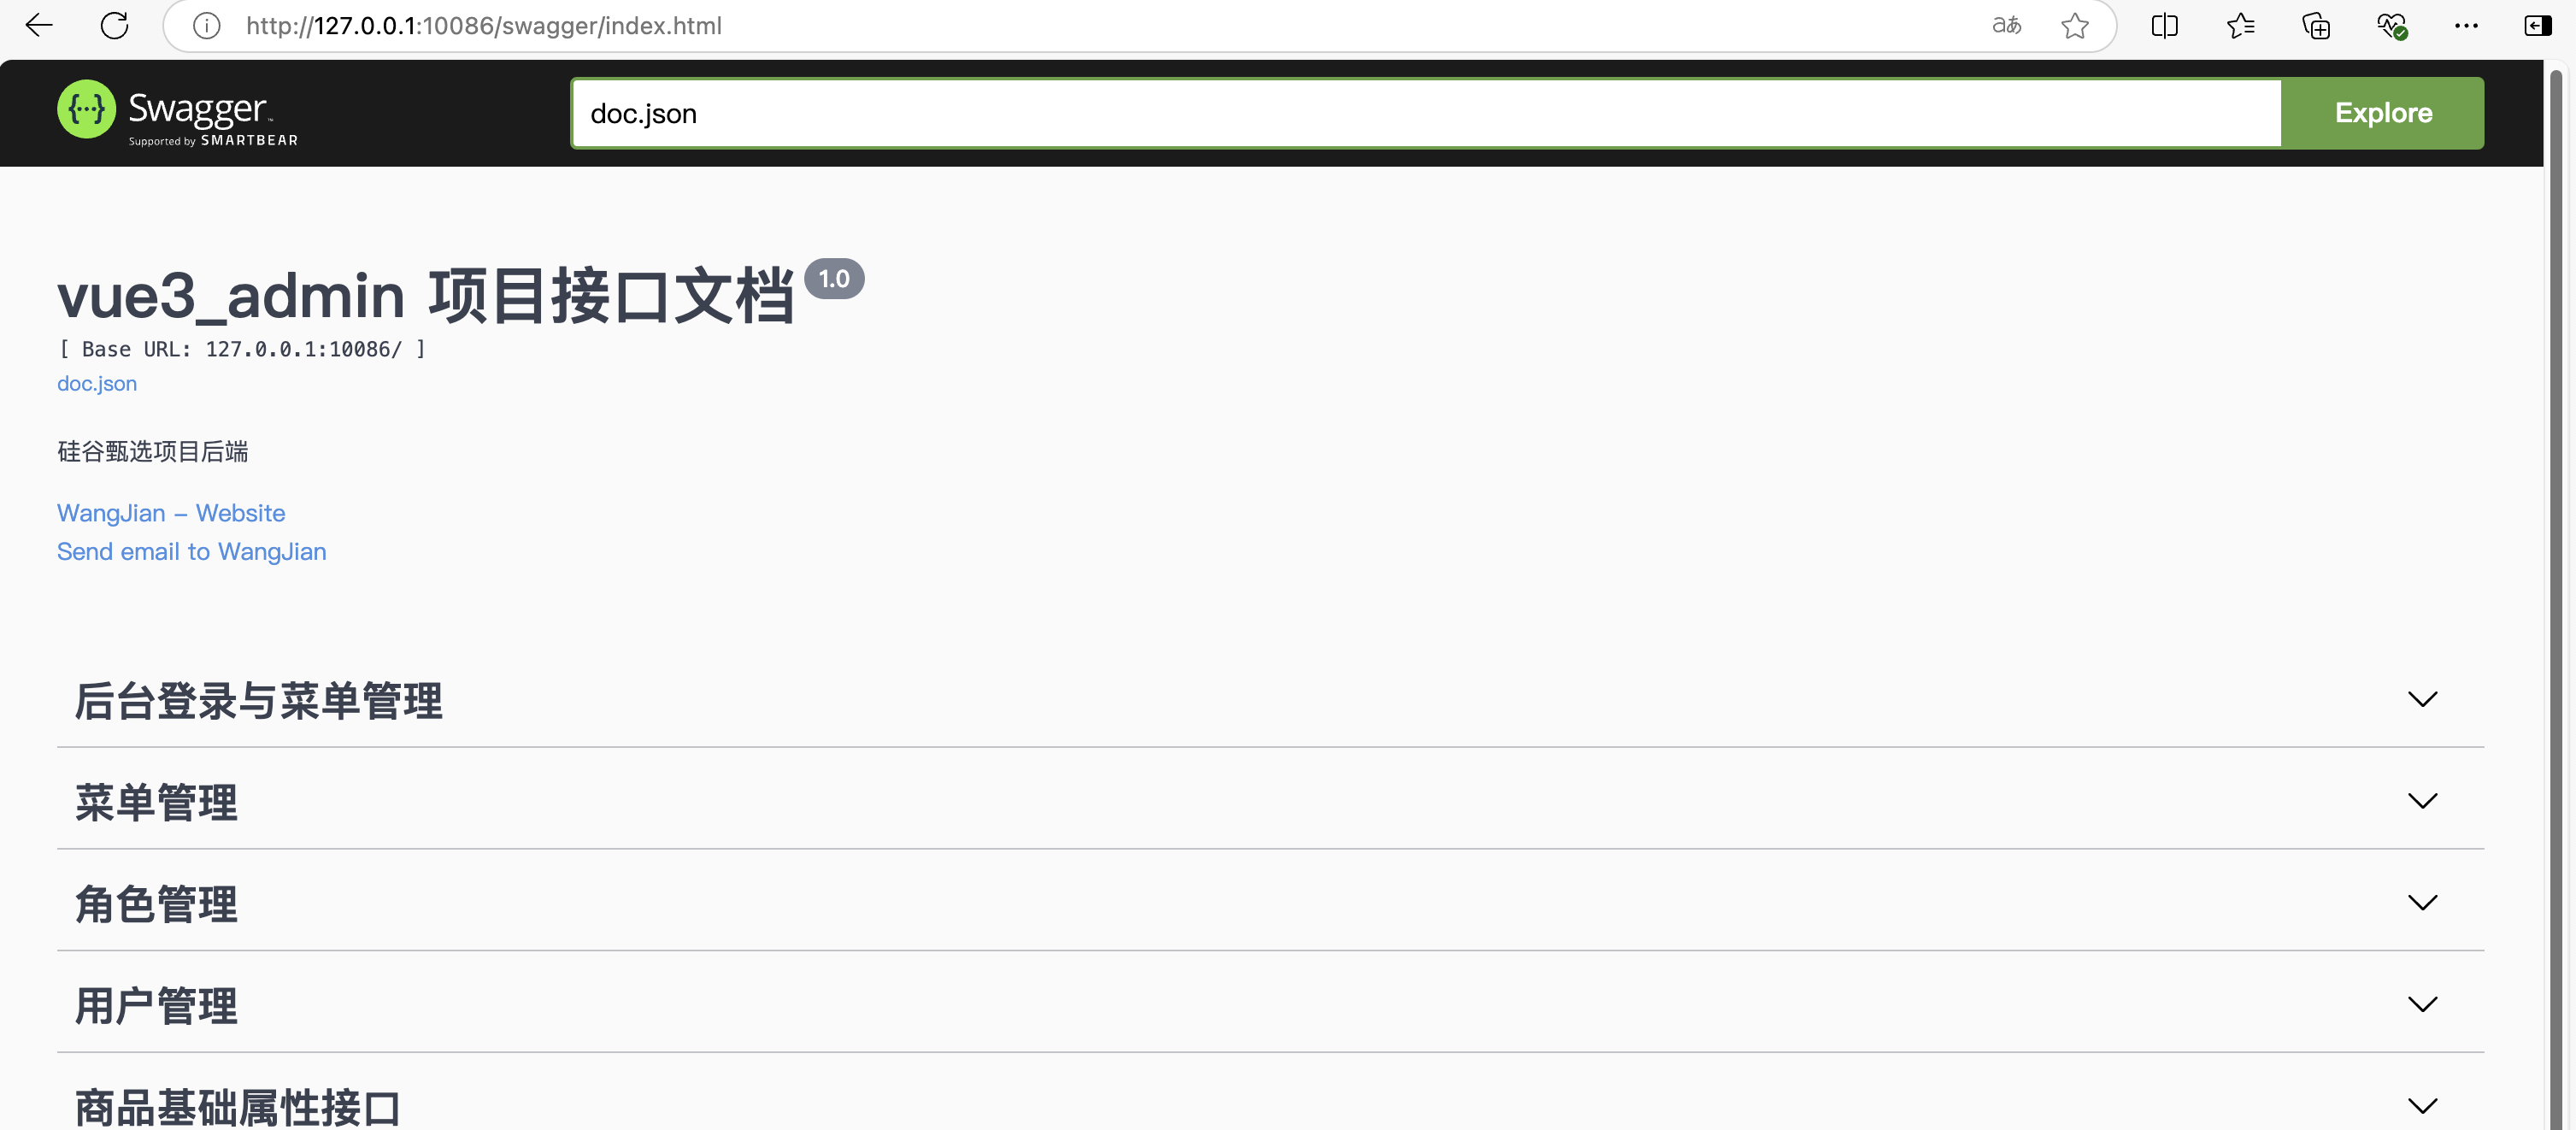 http://127.0.0.1:10086/swagger/index.html
aあ
{···} Swagger™
Supported by SMARTBEAR
doc.json
Explore
vue3_admin 项目接口文档 1.0
[ Base URL: 127.0.0.1:10086/ ]
doc.json
硅谷甄选项目后端
WangJian - Website
Send email to WangJian
后台登录与菜单管理
菜单管理
角色管理
用户管理
商品基础属性接口